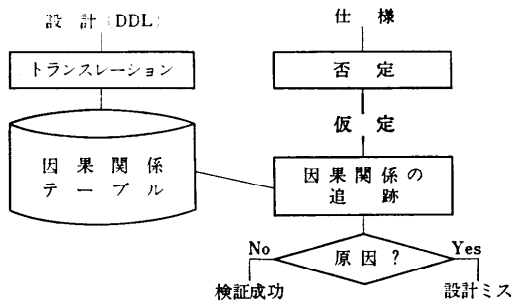 設計(DDL)
トランスレーション
因果関係
テーブル
仕様
否定
仮定
因果関係の
追跡
No
原因?
Yes
検証成功
設計ミス